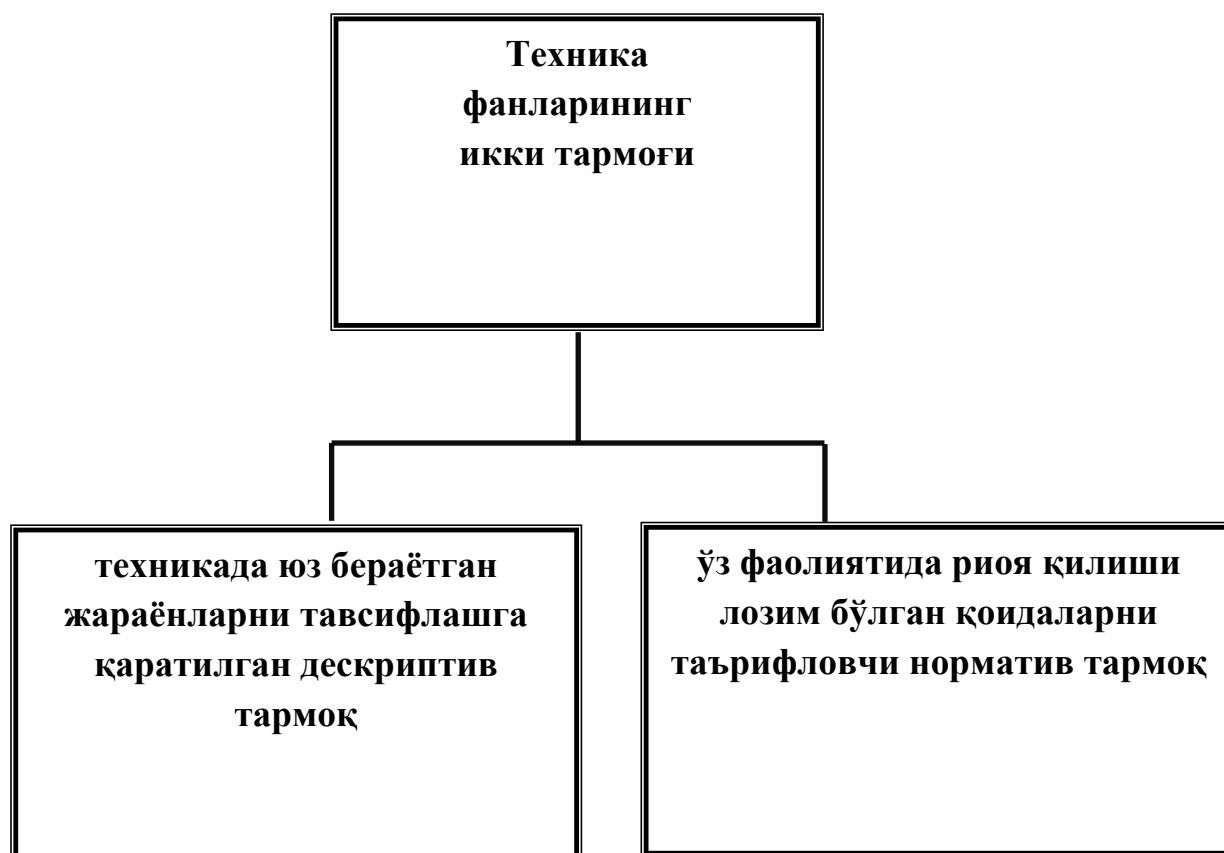 Техника
фанларининг
икки тармоғи
техникада юз бераётган
жараёнларни тавсифлашга
қаратилган дескриптив
тармоқ
ўз фаолиятида риоя қилиши
лозим бўлган қоидаларни
таърифловчи норматив тармоқ